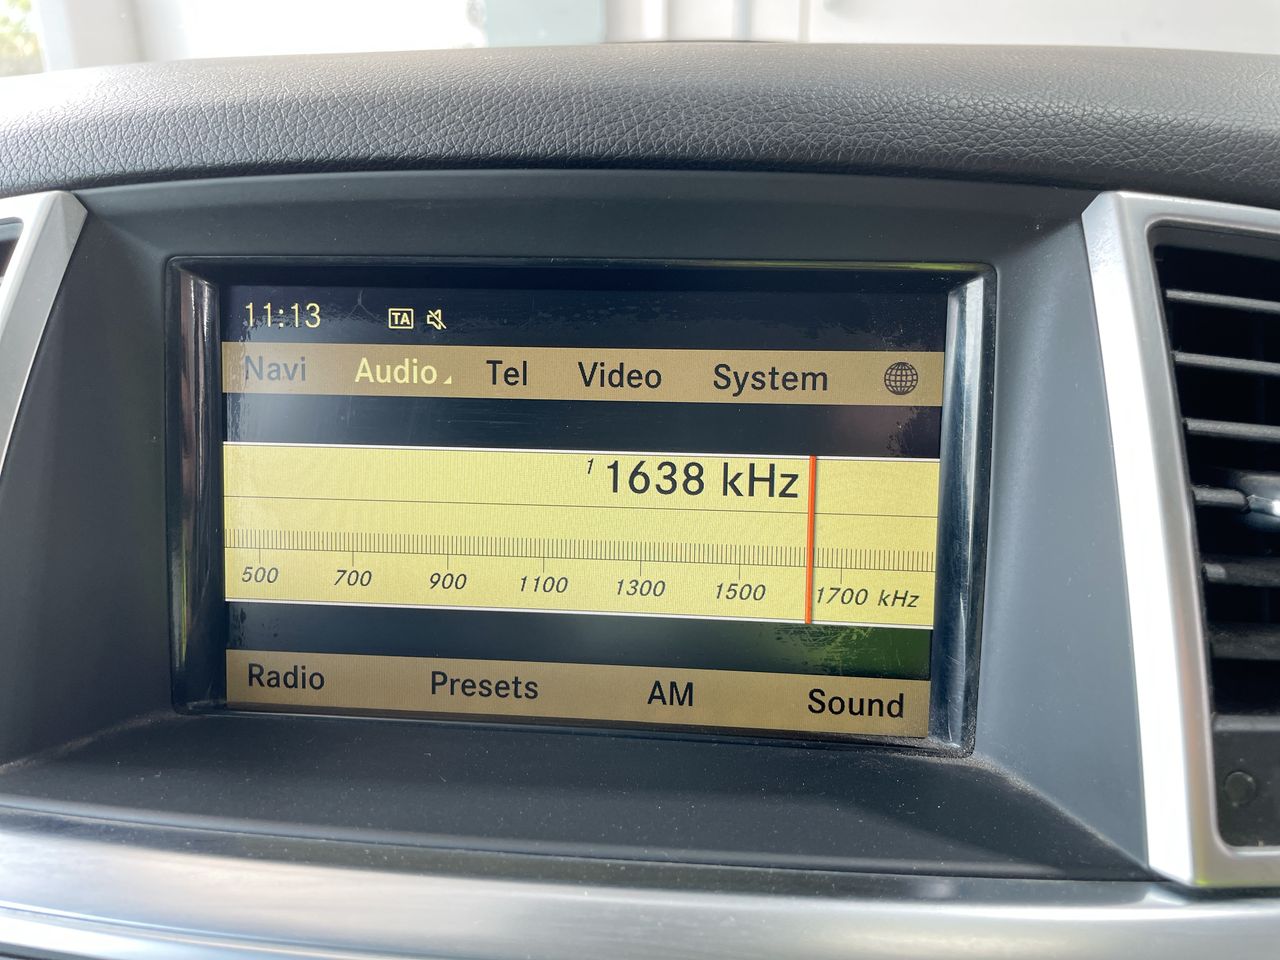 11:13 TA
Navi Audio Tel Video System
1 1638 kHz
500 700 900 1100 1300 1500 1700 kHz
Radio Presets AM Sound